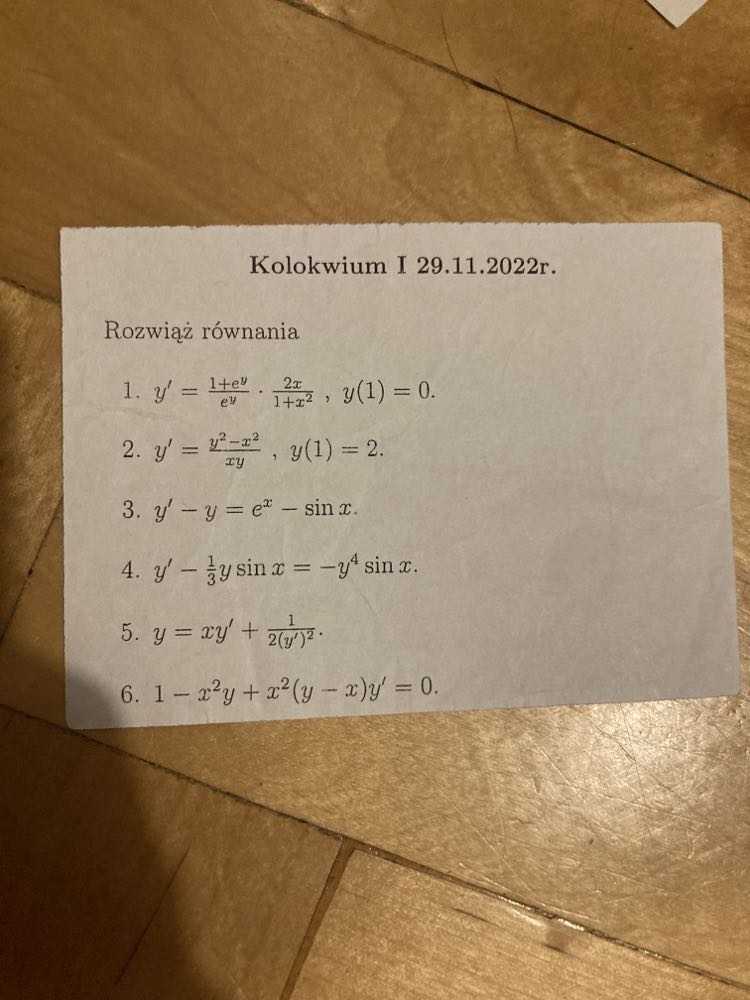 Kolokwium I 29.11.2022r.
Rozwiąż równania
1. y′ = \frac{1+e^y}{e^y} · \frac{2x}{1+x^2} , y(1) = 0.
2. y′ = \frac{y^2−x^2}{xy} , y(1) = 2.
3. y′ − y = e^x − sin x.
4. y′ − \frac{1}{3}y sin x = −y^4 sin x.
5. y = xy′ + \frac{1}{2(y′)^2}.
6. 1 − x^2y + x^2(y − x)y′ = 0.